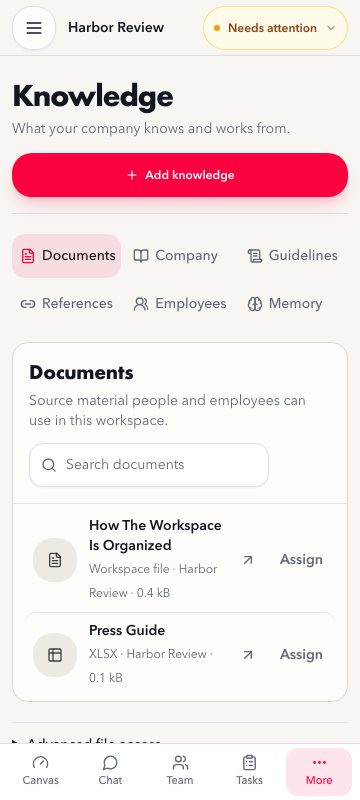 Harbor Review
Needs attention
Knowledge
What your company knows and works from.
Add knowledge
Documents
Company
Guidelines
References
Employees
Memory
Documents
Source material people and employees can
use in this workspace.
Search documents
How The Workspace
Is Organized
Workspace file · Harbor
Review · 0.4 kB
Assign
Press Guide
XLSX · Harbor Review ·
0.1 kB
Assign
Advanced file access
Canvas
Chat
Team
Tasks
More